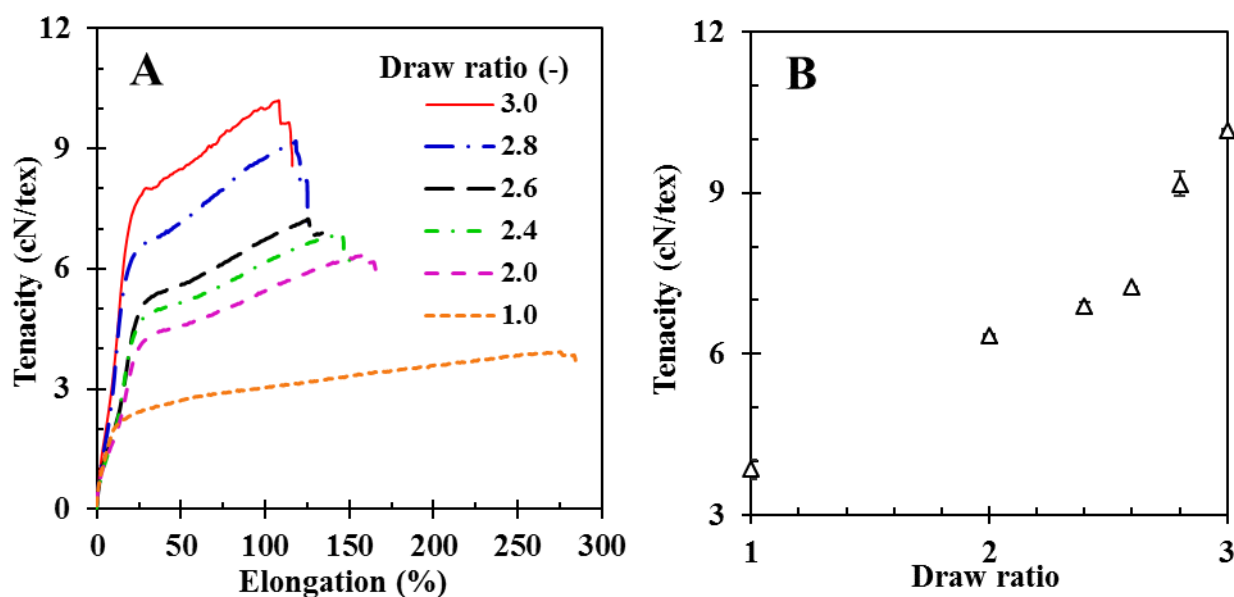 A
Draw ratio (-)
3.0
2.8
2.6
2.4
2.0
1.0
Tenacity (cN/tex)
12
9
6
3
0
0 50 100 150 200 250 300
Elongation (%)
B
Tenacity (cN/tex)
12
9
6
3
1 2 3
Draw ratio